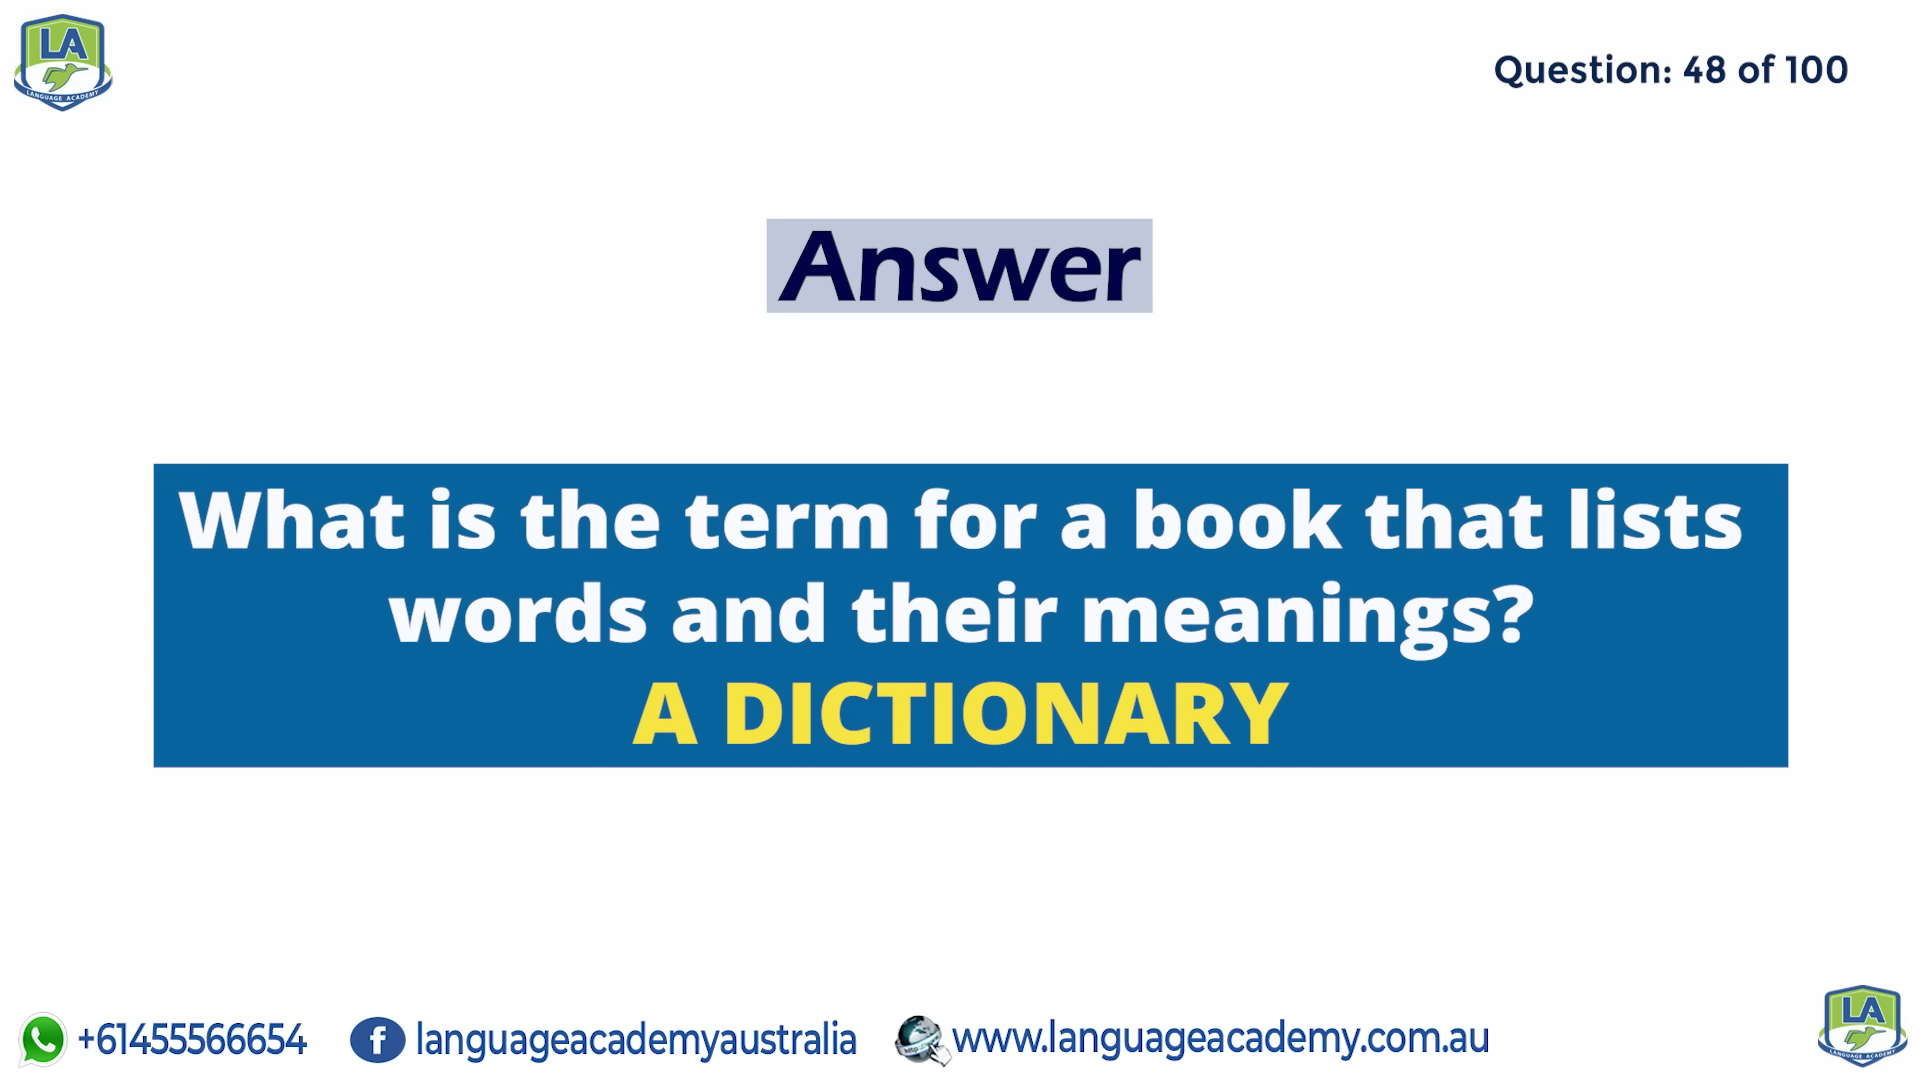 LA
LANGUAGE ACADEMY
Question: 48 of 100
Answer
What is the term for a book that lists
words and their meanings?
A DICTIONARY
+61455566654
languageacademyaustralia
www.languageacademy.com.au
LA
LANGUAGE ACADEMY